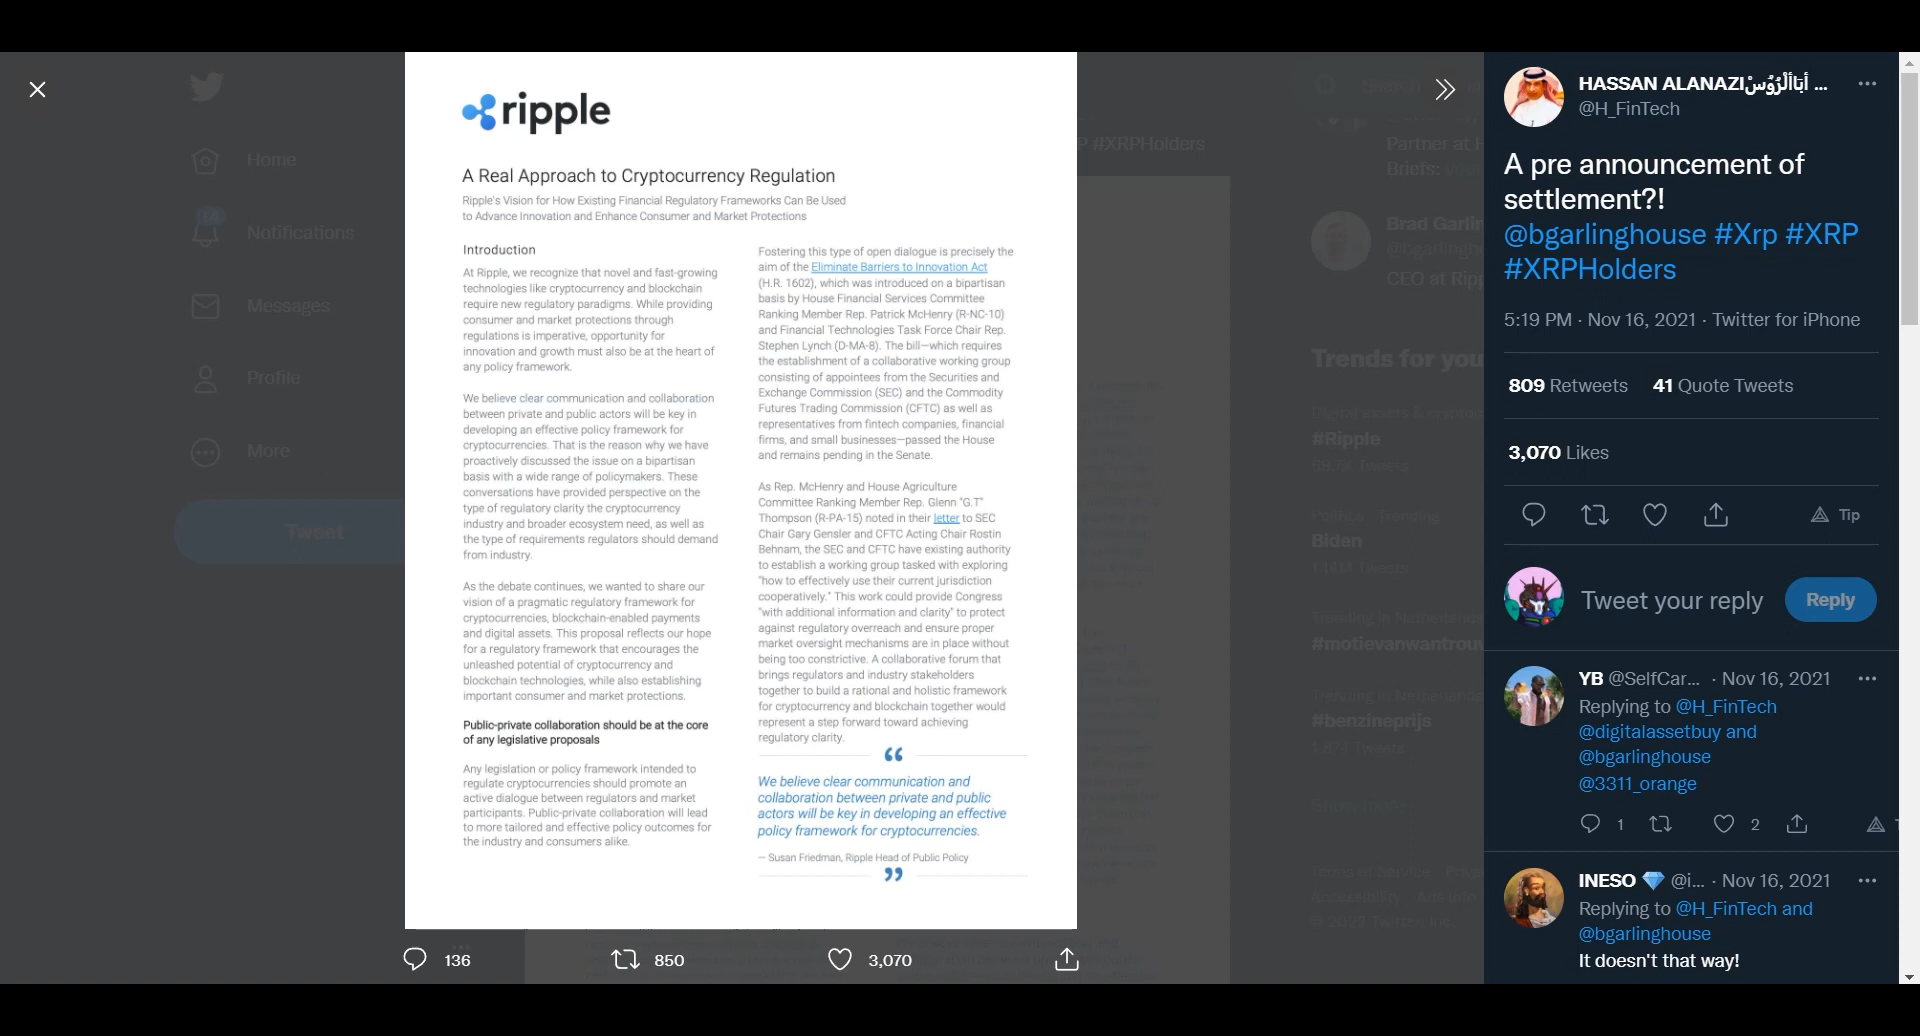 ripple
A Real Approach to Cryptocurrency Regulation
Ripple's Vision for How Existing Financial Regulatory Frameworks Can Be Used
to Advance Innovation and Enhance Consumer and Market Protections
Introduction
At Ripple, we recognize that novel and fast-growing
technologies like cryptocurrency and blockchain
require new regulatory paradigms. While providing
consumer and market protections through
regulations is imperative, opportunity for
innovation and growth must also be at the heart of
any policy framework.
We believe clear communication and collaboration
between private and public actors will be key in
developing an effective policy framework for
cryptocurrencies. That is the reason why we have
proactively discussed the issue on a bipartisan
basis with a wide range of policymakers. These
conversations have provided perspective on the
type of regulatory clarity the cryptocurrency
industry and broader ecosystem need, as well as
the type of requirements regulators should demand
from industry.
As the debate continues, we wanted to share our
vision of a pragmatic regulatory framework for
cryptocurrencies, blockchain-enabled payments
and digital assets. This proposal reflects our hope
for a regulatory framework that encourages the
unleashed potential of cryptocurrency and
blockchain technologies, while also establishing
important consumer and market protections.
Public-private collaboration should be at the core
of any legislative proposals
Any legislation or policy framework intended to
regulate cryptocurrencies should promote an
active dialogue between regulators and market
participants. Public-private collaboration will lead
to more tailored and effective policy outcomes for
the industry and consumers alike.
Fostering this type of open dialogue is precisely the
aim of the Eliminate Barriers to Innovation Act
(H.R. 1602), which was introduced on a bipartisan
basis by House Financial Services Committee
Ranking Member Rep. Patrick McHenry (R-NC-10)
and Financial Technologies Task Force Chair Rep.
Stephen Lynch (D-MA-8). The bill—which requires
the establishment of a collaborative working group
consisting of appointees from the Securities and
Exchange Commission (SEC) and the Commodity
Futures Trading Commission (CFTC) as well as
representatives from fintech companies, financial
firms, and small businesses—passed the House
and remains pending in the Senate.
As Rep. McHenry and House Agriculture
Committee Ranking Member Rep. Glenn "G.T"
Thompson (R-PA-15) noted in their letter to SEC
Chair Gary Gensler and CFTC Acting Chair Rostin
Behnam, the SEC and CFTC have existing authority
to establish a working group tasked with exploring
"how to effectively use their current jurisdiction
cooperatively." This work could provide Congress
"with additional information and clarity" to protect
against regulatory overreach and ensure proper
market oversight mechanisms are in place without
being too constrictive. A collaborative forum that
brings regulators and industry stakeholders
together to build a rational and holistic framework
for cryptocurrency and blockchain together would
represent a step forward toward achieving
regulatory clarity.
“
We believe clear communication and
collaboration between private and public
actors will be key in developing an effective
policy framework for cryptocurrencies.
— Susan Friedman, Ripple Head of Public Policy
”
136 850 3,070
Home
Notifications
Messages
Profile
More
Tweet
P #XRPHolders
Partner at H
Briefs:
Brad Garlin
@bgarlingh
CEO at Ripp
Trends for you
#Ripple
Biden
#motievanwantrouw
#benzineprijs
HASSAN ALANAZI ...
@H_FinTech
A pre announcement of
settlement?!
@bgarlinghouse #Xrp #XRP
#XRPHolders
5:19 PM · Nov 16, 2021 · Twitter for iPhone
809 Retweets 41 Quote Tweets
3,070 Likes
Tip
Tweet your reply Reply
YB @SelfCar... · Nov 16, 2021
Replying to @H_FinTech
@digitalassetbuy and
@bgarlinghouse
@3311_orange
1 2
INESO @i... · Nov 16, 2021
Replying to @H_FinTech and
@bgarlinghouse
It doesn't that way!